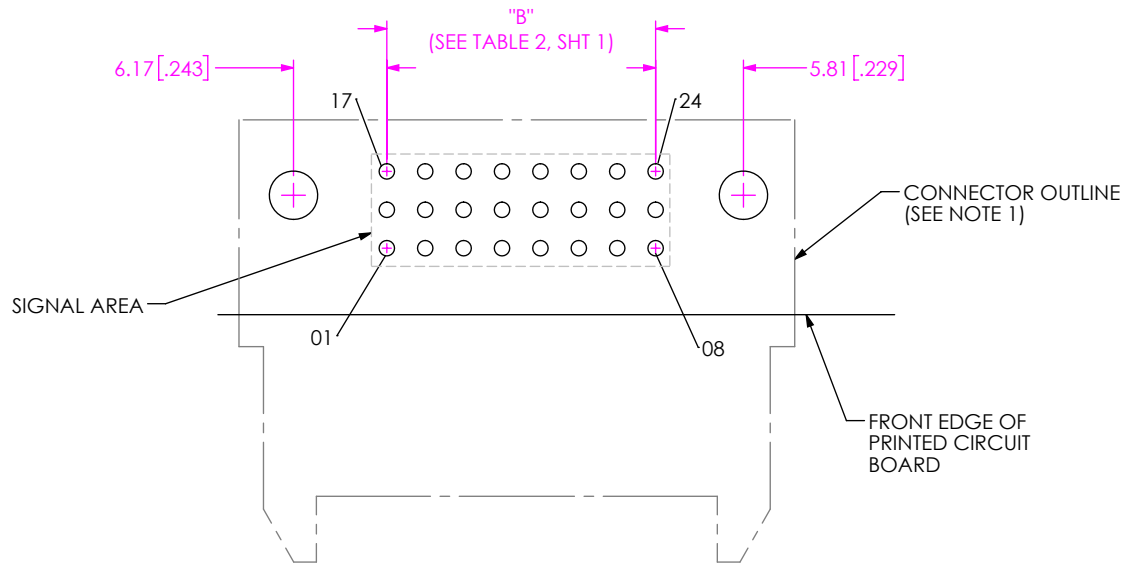 "B"
(SEE TABLE 2, SHT 1)
6.17[.243]
5.81[.229]
17
24
CONNECTOR OUTLINE
(SEE NOTE 1)
SIGNAL AREA
01
08
FRONT EDGE OF
PRINTED CIRCUIT
BOARD